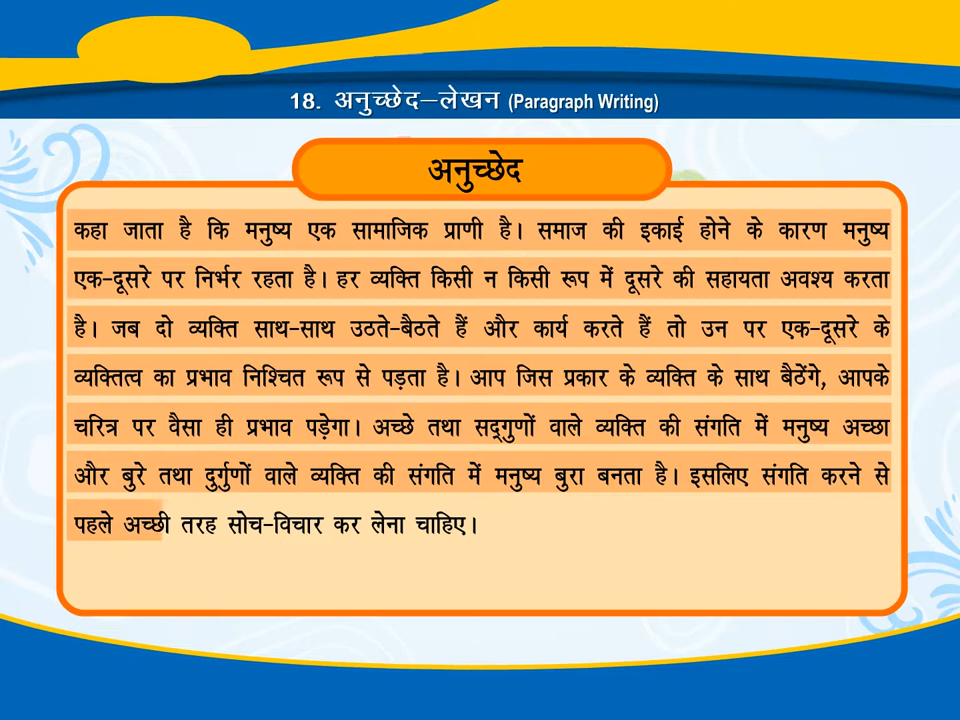 18. अनुच्छेद–लेखन (Paragraph Writing)
अनुच्छेद
कहा जाता है कि मनुष्य एक सामाजिक प्राणी है। समाज की इकाई होने के कारण मनुष्य
एक-दूसरे पर निर्भर रहता है। हर व्यक्ति किसी न किसी रूप में दूसरे की सहायता अवश्य करता
है। जब दो व्यक्ति साथ-साथ उठते-बैठते हैं और कार्य करते हैं तो उन पर एक-दूसरे के
व्यक्तित्व का प्रभाव निश्चित रूप से पड़ता है। आप जिस प्रकार के व्यक्ति के साथ बैठेंगे, आपके
चरित्र पर वैसा ही प्रभाव पड़ेगा। अच्छे तथा सद्‌गुणों वाले व्यक्ति की संगति में मनुष्य अच्छा
और बुरे तथा दुर्गुणों वाले व्यक्ति की संगति में मनुष्य बुरा बनता है। इसलिए संगति करने से
पहले अच्छी तरह सोच-विचार कर लेना चाहिए।